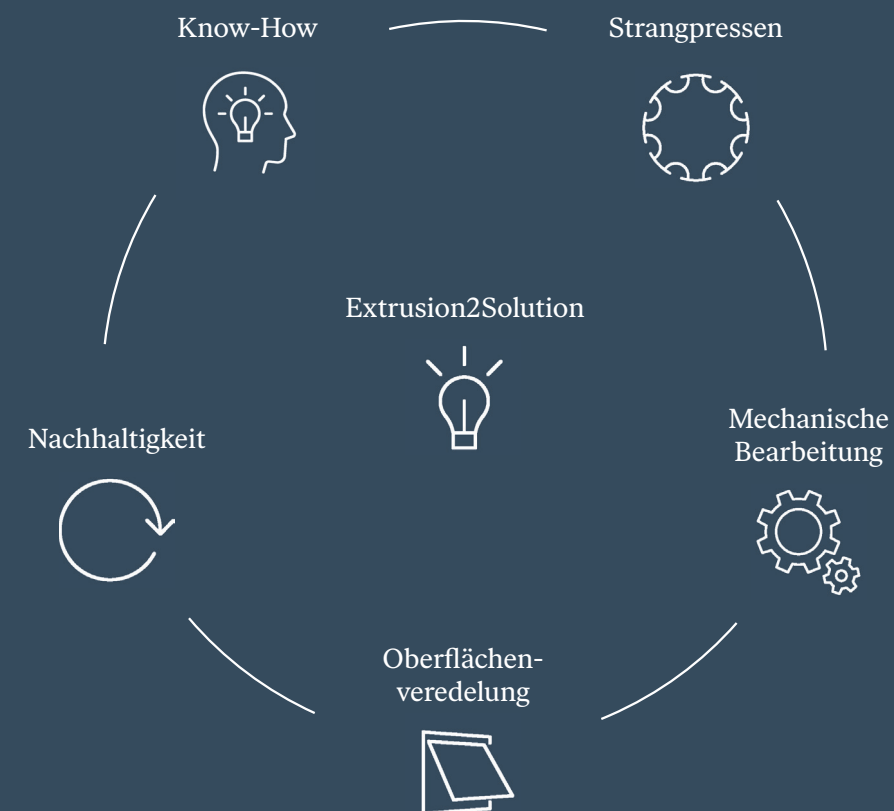 Know-How
Strangpressen
Extrusion2Solution
Nachhaltigkeit
Mechanische
Bearbeitung
Oberflächen-
veredelung